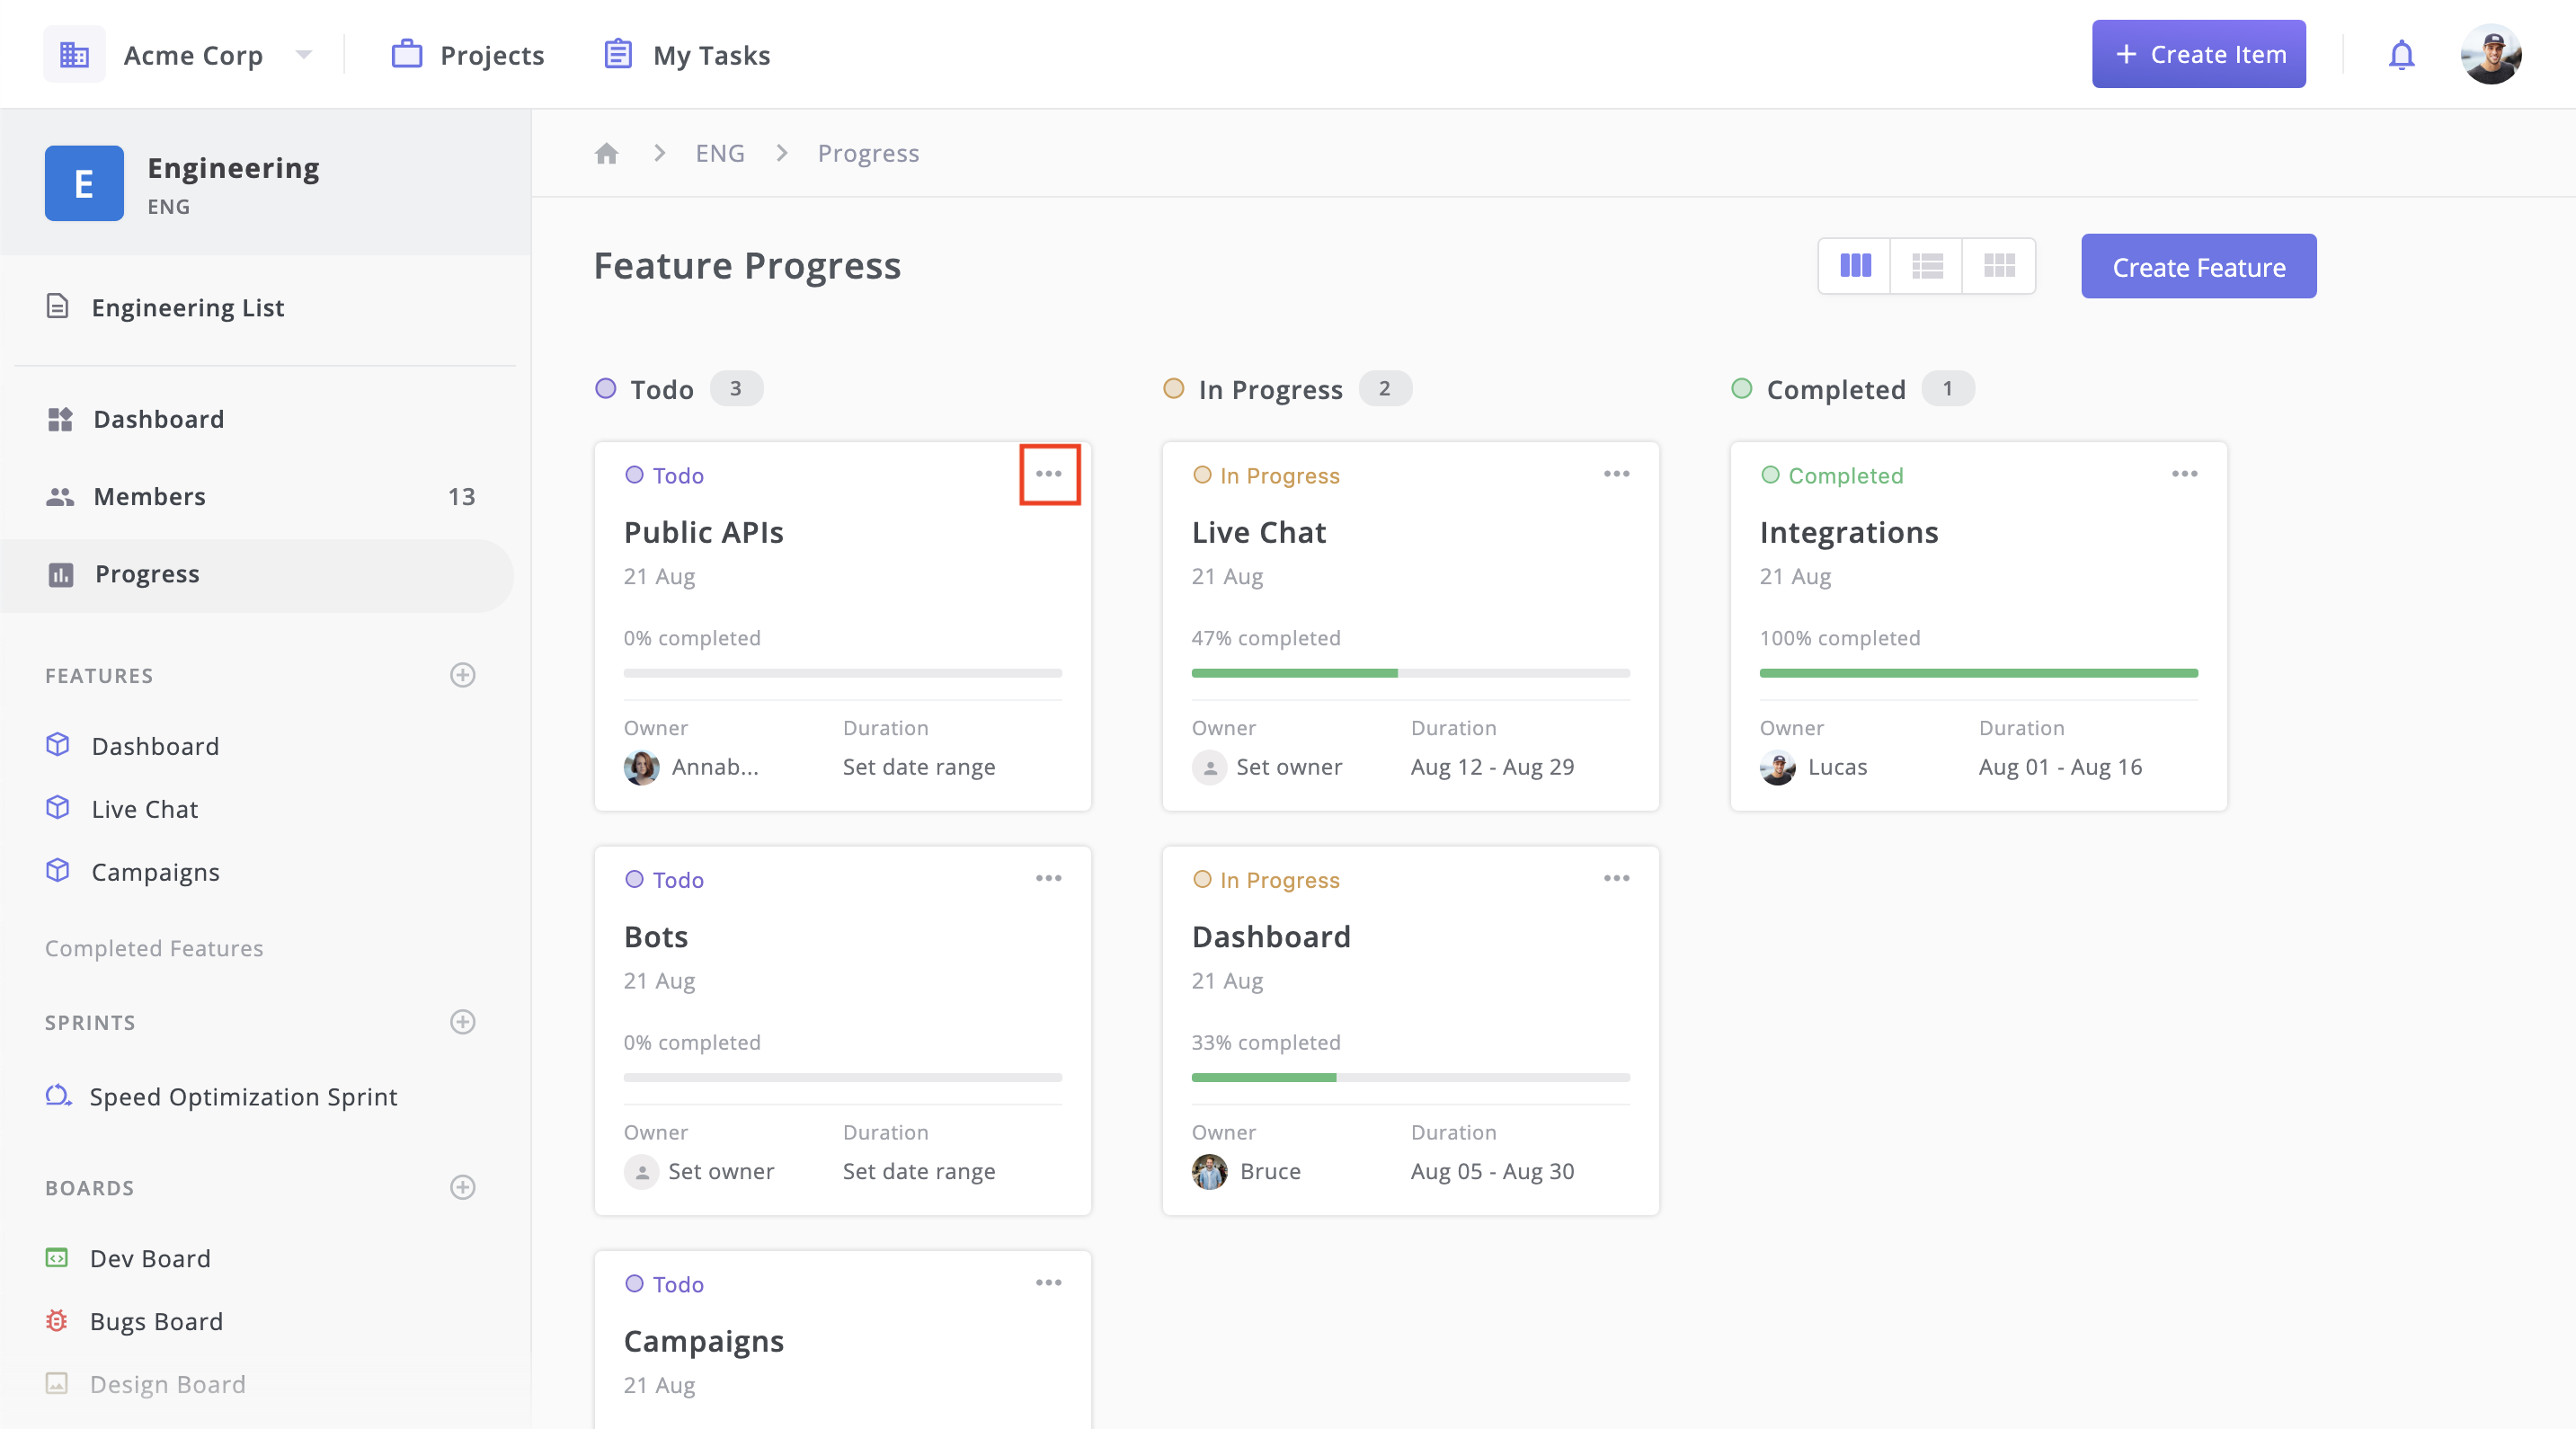 Acme Corp
Projects
My Tasks
+ Create Item
E
Engineering
ENG
Engineering List
Dashboard
Members 13
Progress
FEATURES
Dashboard
Live Chat
Campaigns
Completed Features
SPRINTS
Speed Optimization Sprint
BOARDS
Dev Board
Bugs Board
Design Board
ENG > Progress
Feature Progress
Create Feature
Todo 3
Todo
Public APIs
21 Aug
0% completed
Owner Duration
Annab... Set date range
Todo
Bots
21 Aug
0% completed
Owner Duration
Set owner Set date range
Todo
Campaigns
21 Aug
In Progress 2
In Progress
Live Chat
21 Aug
47% completed
Owner Duration
Set owner Aug 12 - Aug 29
In Progress
Dashboard
21 Aug
33% completed
Owner Duration
Bruce Aug 05 - Aug 30
Completed 1
Completed
Integrations
21 Aug
100% completed
Owner Duration
Lucas Aug 01 - Aug 16